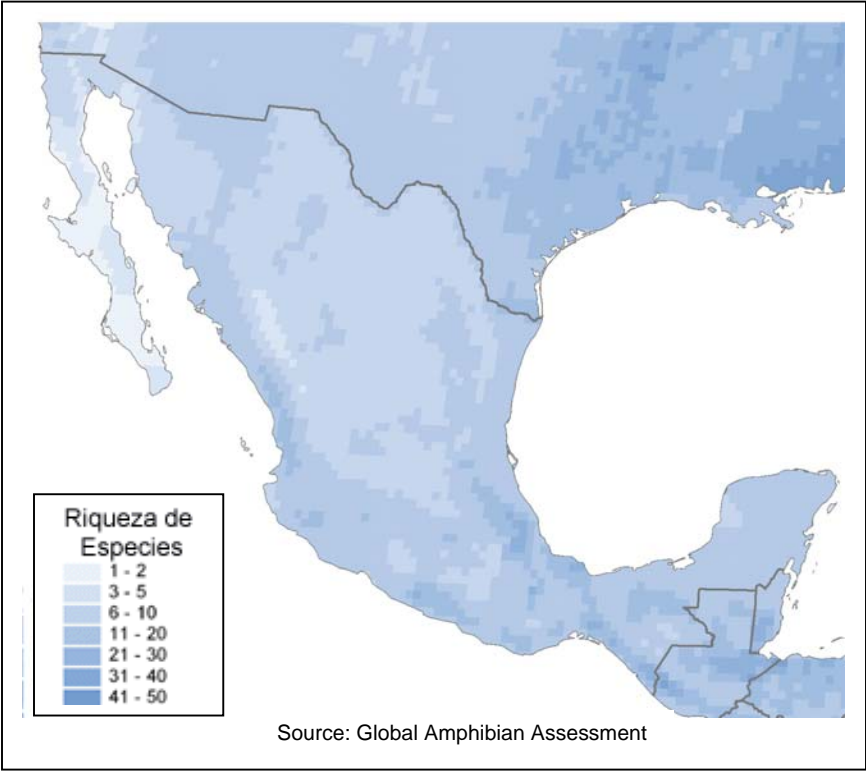 Riqueza de
Especies
1 - 2
3 - 5
6 - 10
11 - 20
21 - 30
31 - 40
41 - 50
Source: Global Amphibian Assessment